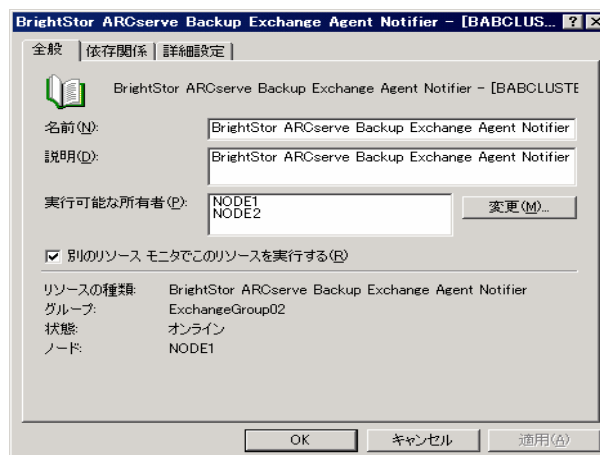 BrightStor ARCserve Backup Exchange Agent Notifier - [BABCLUS...
全般
依存関係
詳細設定
BrightStor ARCserve Backup Exchange Agent Notifier - [BABCLUSTE
名前(N):
BrightStor ARCserve Backup Exchange Agent Notifier
説明(D):
BrightStor ARCserve Backup Exchange Agent Notifier
実行可能な所有者(P):
NODE1
NODE2
変更(M)...
別のリソース モニタでこのリソースを実行する(R)
リソースの種類: BrightStor ARCserve Backup Exchange Agent Notifier
グループ: ExchangeGroup02
状態: オンライン
ノード: NODE1
OK
キャンセル
適用(A)